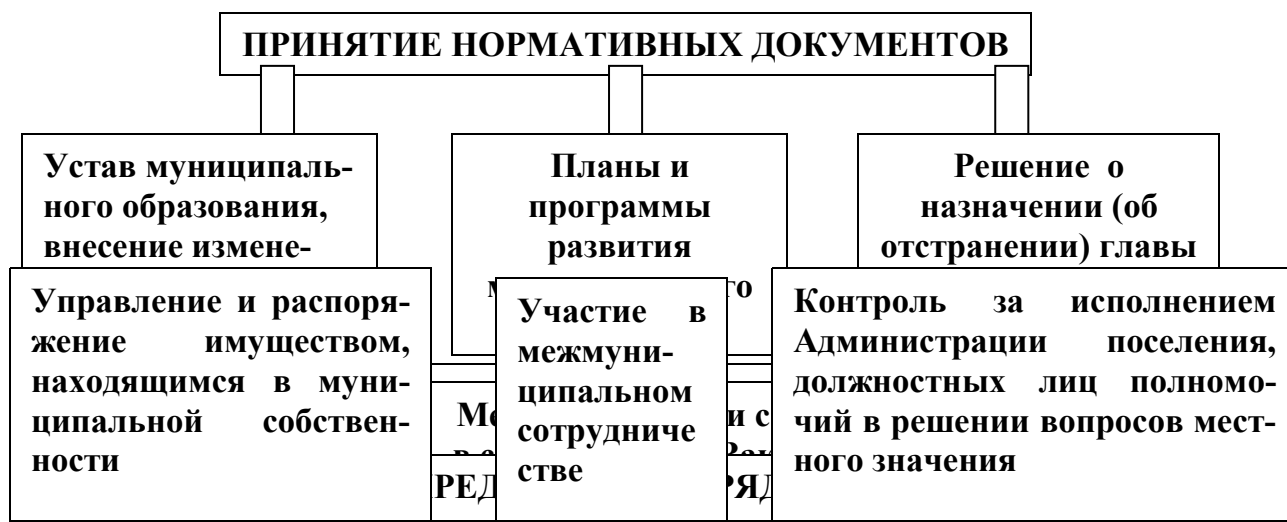 ПРИНЯТИЕ НОРМАТИВНЫХ ДОКУМЕНТОВ
Устав муниципаль-
ного образования,
внесение измене-
Планы и
программы
развития
Решение о
назначении (об
отстранении) главы
Управление и распоря-
жение имуществом,
находящимся в муни-
ципальной собствен-
ности
Участие в
межмуни-
ципальном
сотрудниче
стве
Контроль за исполнением
Администрации поселения,
должностных лиц полномо-
чий в решении вопросов мест-
ного значения